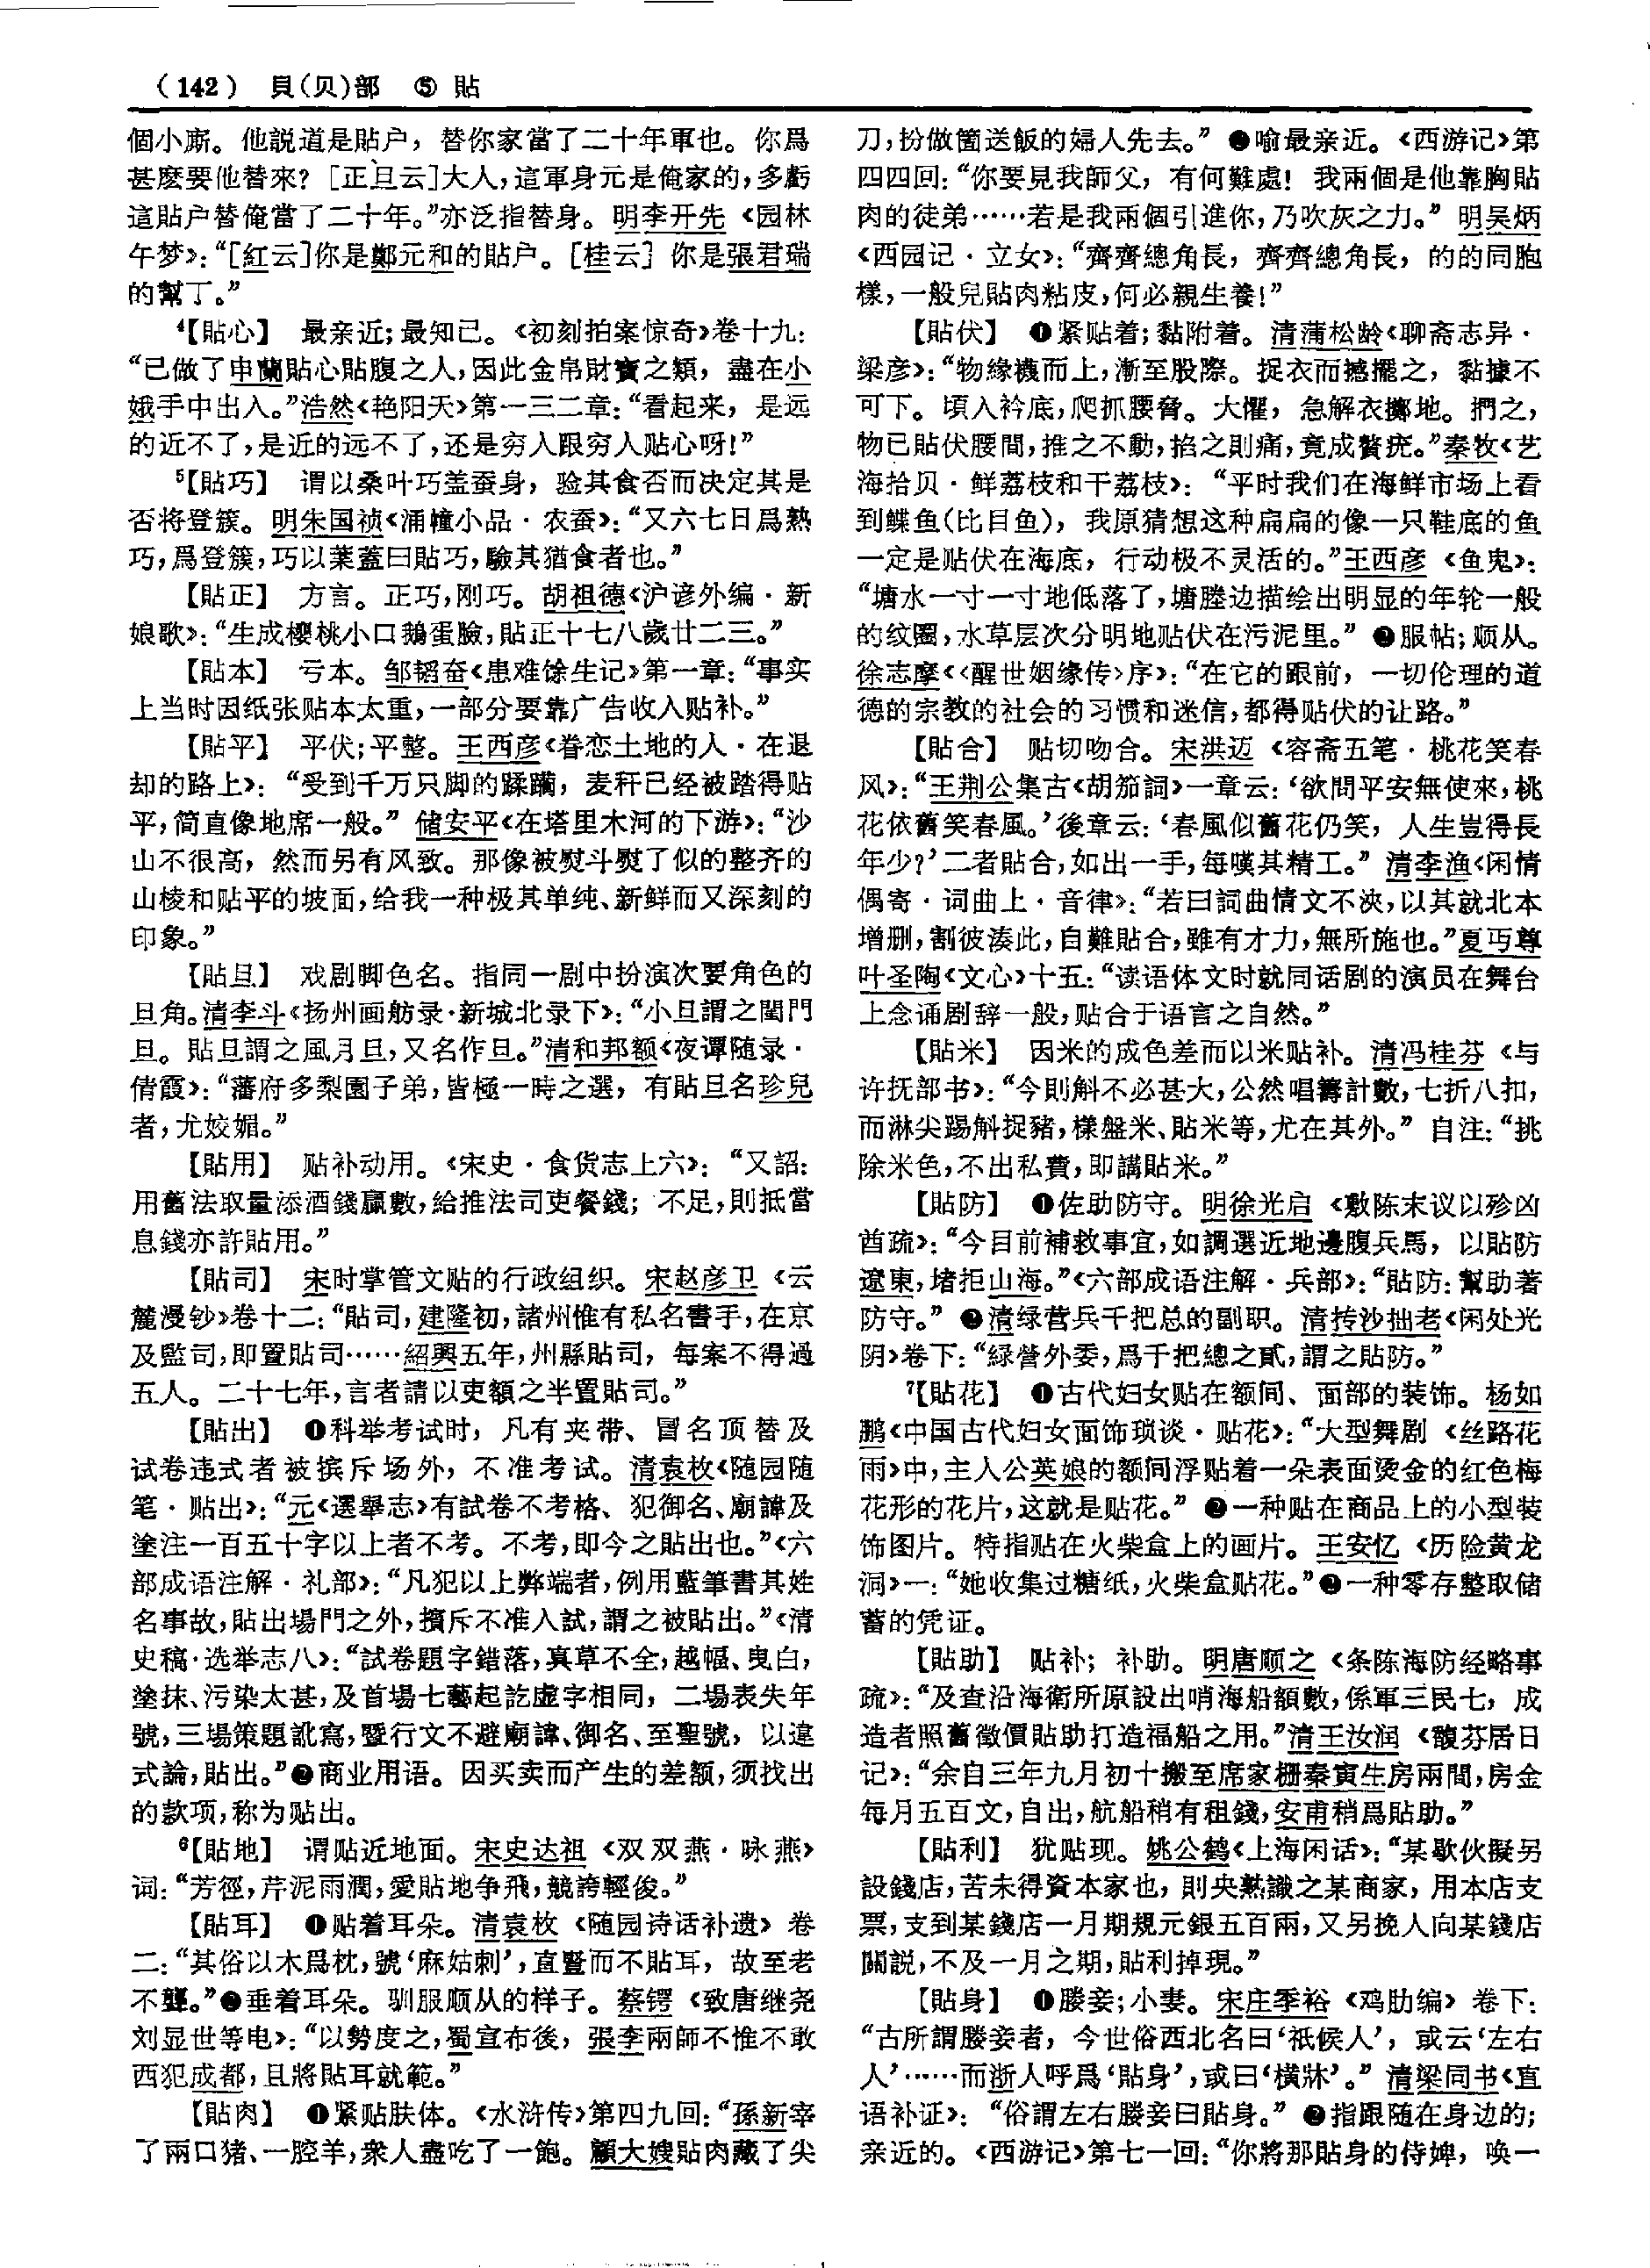 （142） 貝(贝)部 ⑤ 貼
個小廝。他説道是貼户，替你家當了二十年軍也。你爲
甚麽要他替來？［正旦云］大人，這軍身元是俺家的，多虧
這貼户替俺當了二十年。”亦泛指替身。明李开先《园林
午梦》：“［紅云］你是鄭元和的貼户。［桂云］你是張君瑞
的幫丁。”
⁴【貼心】 最亲近；最知己。《初刻拍案惊奇》卷十九：
“已做了申蘭貼心貼腹之人，因此金帛財寶之類，盡在小
娥手中出入。”浩然《艳阳天》第一三二章：“看起来，是远
的近不了，是近的远不了，还是穷人跟穷人贴心呀！”
⁵【貼巧】 谓以桑叶巧盖蚕身，验其食否而决定其是
否将登簇。明朱国祯《涌幢小品·农蚕》：“又六七日爲熟
巧，爲登簇，巧以葉蓋曰貼巧，驗其猶食者也。”
【貼正】 方言。正巧，刚巧。胡祖德《沪谚外编·新
娘歌》：“生成櫻桃小口鵝蛋臉，貼正十七八歲廿二三。”
【貼本】 亏本。邹韬奋《患难馀生记》第一章：“事实
上当时因纸张贴本太重，一部分要靠广告收入贴补。”
【貼平】 平伏；平整。王西彦《眷恋土地的人·在退
却的路上》：“受到千万只脚的蹂躏，麦秆已经被踏得贴
平，简直像地席一般。”储安平《在塔里木河的下游》：“沙
山不很高，然而另有风致。那像被熨斗熨了似的整齐的
山棱和贴平的坡面，给我一种极其单纯、新鲜而又深刻的
印象。”
【貼旦】 戏剧脚色名。指同一剧中扮演次要角色的
旦角。清李斗《扬州画舫录·新城北录下》：“小旦謂之閨門
旦。貼旦謂之風月旦，又名作旦。”清和邦额《夜谭随录·
倩霞》：“藩府多梨園子弟，皆極一時之選，有貼旦名珍兒
者，尤姣媚。”
【貼用】 贴补动用。《宋史·食货志上六》：“又詔：
用舊法取量添酒錢贏數，給推法司吏餐錢；不足，則抵當
息錢亦許貼用。”
【貼司】 宋时掌管文贴的行政组织。宋赵彦卫《云
麓漫钞》卷十二：“貼司，建隆初，諸州惟有私名書手，在京
及監司，即置貼司……紹興五年，州縣貼司，每案不得過
五人。二十七年，言者請以吏額之半置貼司。”
【貼出】 ❶科举考试时，凡有夹带、冒名顶替及
试卷违式者被摈斥场外，不准考试。清袁枚《随园随
笔·贴出》：“元《選舉志》有試卷不考格、犯御名、廟諱及
塗注一百五十字以上者不考。不考，即今之貼出也。”《六
部成语注解·礼部》：“凡犯以上弊端者，例用藍筆書其姓
名事故，貼出場門之外，擯斥不准入試，謂之被貼出。”《清
史稿·选举志八》：“試卷題字錯落，真草不全，越幅、曳白，
塗抹、污染太甚，及首場七藝起訖虛字相同，二場表失年
號，三場策題訛寫，暨行文不避廟諱、御名、至聖號，以違
式論，貼出。”❷商业用语。因买卖而产生的差额，须找出
的款项，称为贴出。
⁶【貼地】 谓贴近地面。宋史达祖《双双燕·咏燕》
词：“芳徑，芹泥雨潤，愛貼地争飛，競誇輕俊。”
【貼耳】 ❶贴着耳朵。清袁枚《随园诗话补遗》卷
二：“其俗以木爲枕，號‘麻姑刺’，直豎而不貼耳，故至老
不聾。”❷垂着耳朵。驯服顺从的样子。蔡锷《致唐继尧
刘显世等电》：“以勢度之，蜀宣布後，張李兩師不惟不敢
西犯成都，且將貼耳就範。”
【貼肉】 ❶紧贴肤体。《水浒传》第四九回：“孫新宰
了兩口猪、一腔羊，衆人盡吃了一飽。顧大嫂貼肉藏了尖
刀，扮做箇送飯的婦人先去。”❷喻最亲近。《西游记》第
四四回：“你要見我師父，有何難處！我兩個是他靠胸貼
肉的徒弟……若是我兩個引進你，乃吹灰之力。”明吴炳
《西园记·立女》：“齊齊總角長，齊齊總角長，的的同胞
樣，一般兒貼肉粘皮，何必親生養！”
【貼伏】 ❶紧贴着；黏附着。清蒲松龄《聊斋志异·
梁彦》：“物緣襪而上，漸至股際。捉衣而撼擺之，黏據不
可下。頃入衿底，爬抓腰脅。大懼，急解衣擲地。捫之，
物已貼伏腰間，推之不動，掐之則痛，竟成贅疣。”秦牧《艺
海拾贝·鲜荔枝和干荔枝》：“平时我们在海鲜市场上看
到鲽鱼(比目鱼)，我原猜想这种扁扁的像一只鞋底的鱼
一定是贴伏在海底，行动极不灵活的。”王西彦《鱼鬼》：
“塘水一寸一寸地低落了，塘塍边描绘出明显的年轮一般
的纹圈，水草层次分明地贴伏在污泥里。”❷服帖；顺从。
徐志摩《〈醒世姻缘传〉序》：“在它的跟前，一切伦理的道
德的宗教的社会的习惯和迷信，都得贴伏的让路。”
【貼合】 贴切吻合。宋洪迈《容斋五笔·桃花笑春
风》：“王荆公集古《胡笳詞》一章云：‘欲問平安無使來，桃
花依舊笑春風。’後章云：‘春風似舊花仍笑，人生豈得長
年少？’二者貼合，如出一手，每嘆其精工。”清李渔《闲情
偶寄·词曲上·音律》：“若曰詞曲情文不浹，以其就北本
增删，割彼湊此，自難貼合，雖有才力，無所施也。”夏丏尊
叶圣陶《文心》十五：“读语体文时就同话剧的演员在舞台
上念诵剧辞一般，贴合于语言之自然。”
【貼米】 因米的成色差而以米贴补。清冯桂芬《与
许抚部书》：“今則斛不必甚大，公然唱籌計數，七折八扣，
而淋尖踢斛捉豬，樣盤米、貼米等，尤在其外。”自注：“挑
除米色，不出私費，即講貼米。”
【貼防】 ❶佐助防守。明徐光启《敷陈末议以殄凶
酋疏》：“今目前補救事宜，如調選近地邊腹兵馬，以貼防
遼東，堵拒山海。”《六部成语注解·兵部》：“貼防：幫助著
防守。”❷清绿营兵千把总的副职。清抟沙拙老《闲处光
阴》卷下：“緑營外委，爲千把總之貳，謂之貼防。”
⁷【貼花】 ❶古代妇女贴在额间、面部的装饰。杨如
鹏《中国古代妇女面饰琐谈·贴花》：“大型舞剧《丝路花
雨》中，主人公英娘的额间浮贴着一朵表面烫金的红色梅
花形的花片，这就是贴花。”❷一种贴在商品上的小型装
饰图片。特指贴在火柴盒上的画片。王安忆《历险黄龙
洞》一：“她收集过糖纸，火柴盒贴花。”❷一种零存整取储
蓄的凭证。
【貼助】 贴补；补助。明唐顺之《条陈海防经略事
疏》：“及查沿海衛所原設出哨海船額數，係軍三民七，成
造者照舊徵價貼助打造福船之用。”清王汝润《馥芬居日
记》：“余自三年九月初十搬至席家栅秦寅生房兩間，房金
每月五百文，自出，航船稍有租錢，安甫稍爲貼助。”
【貼利】 犹贴现。姚公鹤《上海闲话》：“某歇伙擬另
設錢店，苦未得資本家也，則央熟識之某商家，用本店支
票，支到某錢店一月期規元銀五百兩，又另挽人向某錢店
關説，不及一月之期，貼利掉現。”
【貼身】 ❶媵妾；小妻。宋庄季裕《鸡肋编》卷下：
“古所謂媵妾者，今世俗西北名曰‘祇候人’，或云‘左右
人’……而浙人呼爲‘貼身’，或曰‘橫牀’。”清梁同书《直
语补证》：“俗謂左右媵妾曰貼身。”❷指跟随在身边的；
亲近的。《西游记》第七一回：“你將那貼身的侍婢，唤一